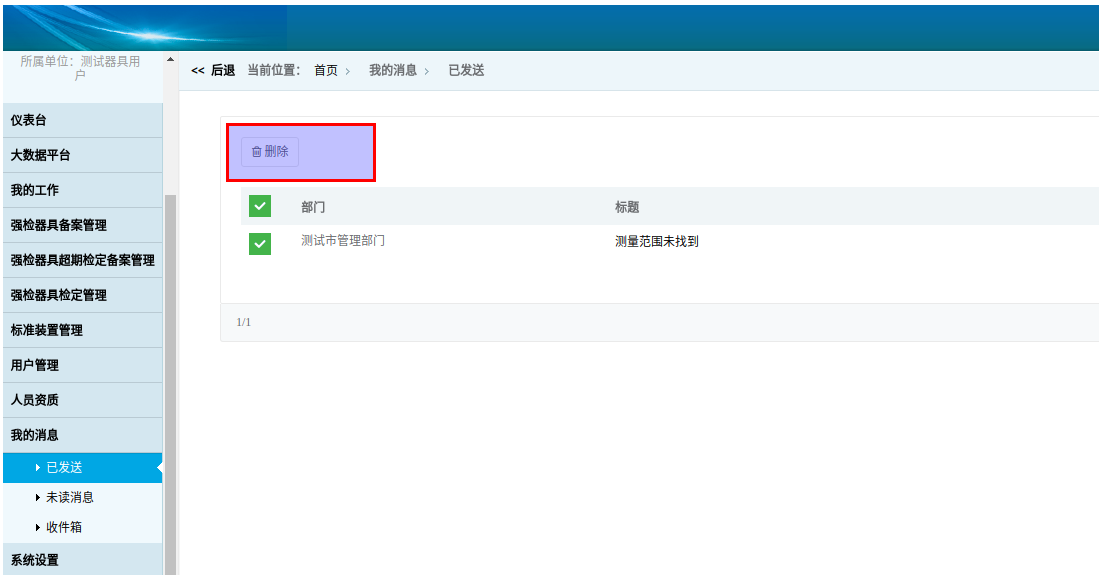 所属单位：测试器具用
户
<< 后退 当前位置： 首页 > 我的消息 > 已发送
仪表台
大数据平台
我的工作
强检器具备案管理
强检器具超期检定备案管理
强检器具检定管理
标准装置管理
用户管理
人员资质
我的消息
已发送
未读消息
收件箱
系统设置
删除
部门 标题
测试市管理部门 测量范围未找到
1/1